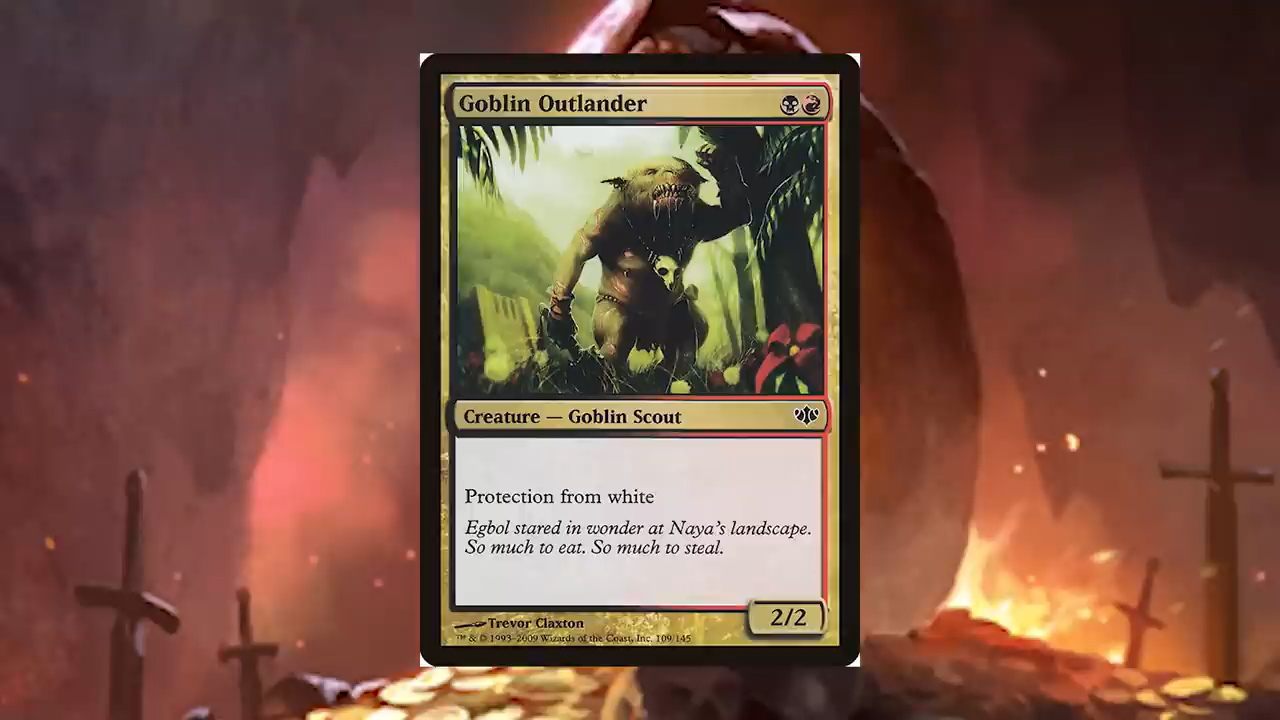 Goblin Outlander
Creature — Goblin Scout
Protection from white
Egbol stared in wonder at Naya's landscape.
So much to eat. So much to steal.
2/2
Trevor Claxton
™ & © 1993–2009 Wizards of the Coast, Inc. 109/145